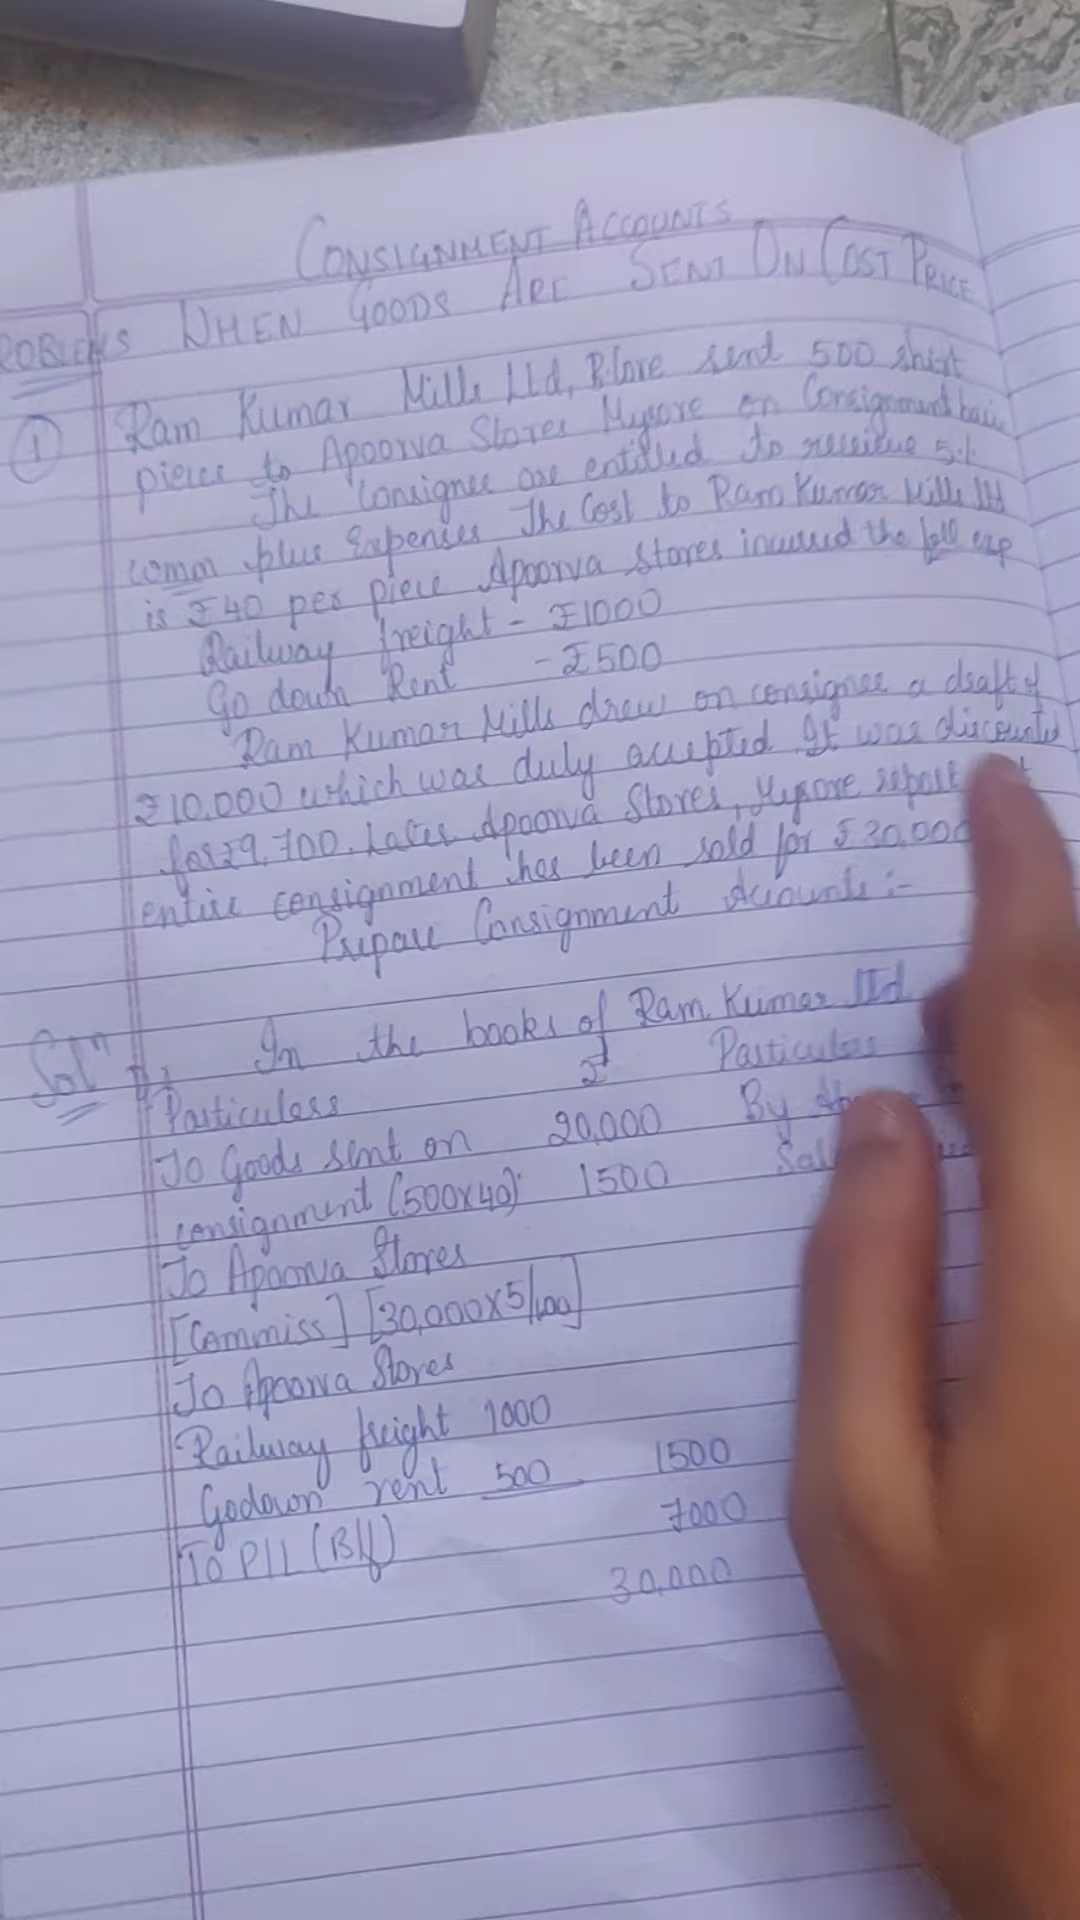 CONSIGNMENT ACCOUNTS
ROBLEMS WHEN GOODS ARE SENT ON COST PRICE
① Ram Kumar Mills Ltd, B'lore sent 500 shirt
pieces to Apoorva Stores Mysore on Consignment basis
The Consignee are entitled to receive 5%
comm plus Expenses The Cost to Ram Kumar Mills ltd
is ₹40 per piece Apoorva Stores incurred the foll exp
Railway freight - ₹1000
Go down Rent - ₹500
Ram Kumar Mills drew on consignee a draft of
₹10,000 which was duly accepted It was discounted
for ₹9,700. Later Apoorva Stores, Mysore report
entire consignment has been sold for ₹30,000
Prepare Consignment Accounts :-
Solⁿ In the books of Ram Kumar ltd
Particulars ₹ Particulars
To Goods sent on 20,000 By
consignment (500x40) 1500
To Apoorva Stores
[Commiss] [30,000x5/100]
To Apoorva Stores
Railway freight 1000
Godown rent 500 1500
To P/L (B/f) 7000
30,000